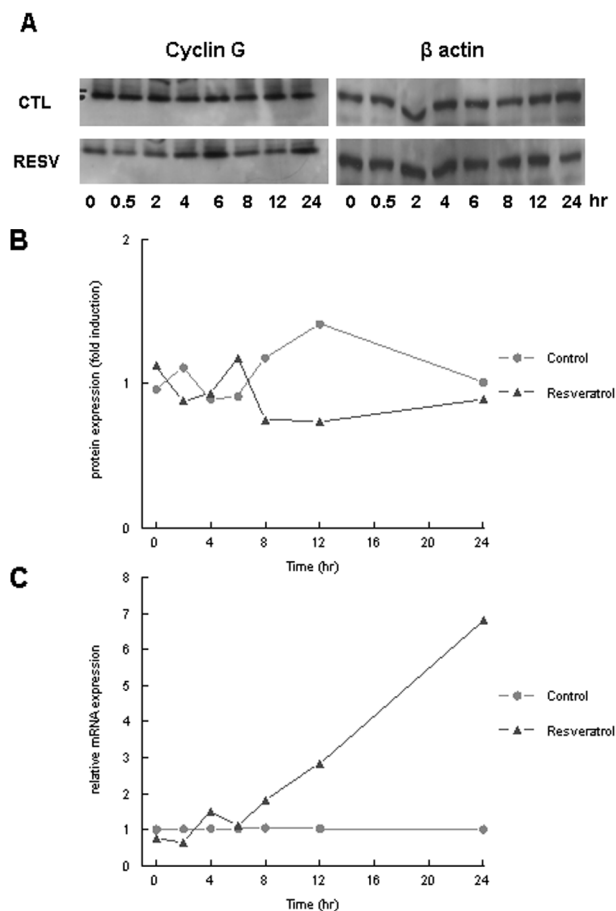 A
Cyclin G
β actin
CTL
RESV
0 0.5 2 4 6 8 12 24 0 0.5 2 4 6 8 12 24 hr
B
2
1
0
protein expression (fold induction)
0 4 8 12 16 20 24
Time (hr)
Control
Resveratrol
C
8
7
6
5
4
3
2
1
0
relative mRNA expression
0 4 8 12 16 20 24
Time (hr)
Control
Resveratrol